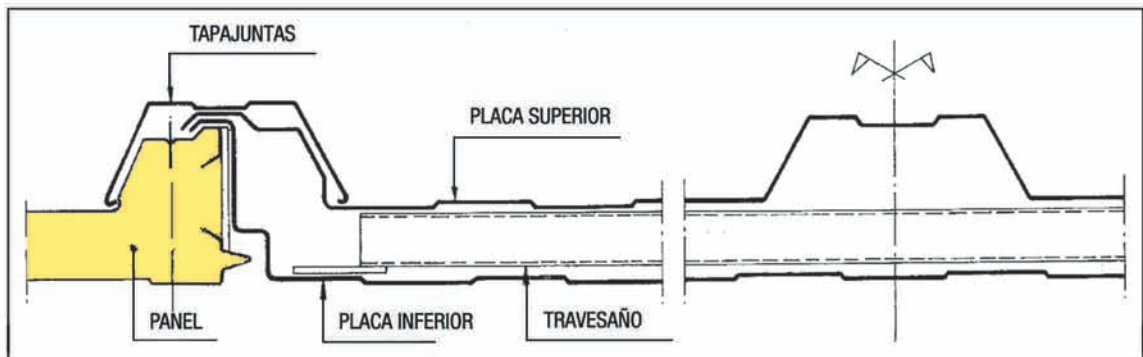 TAPAJUNTAS
PLACA SUPERIOR
PANEL
PLACA INFERIOR
TRAVESAÑO